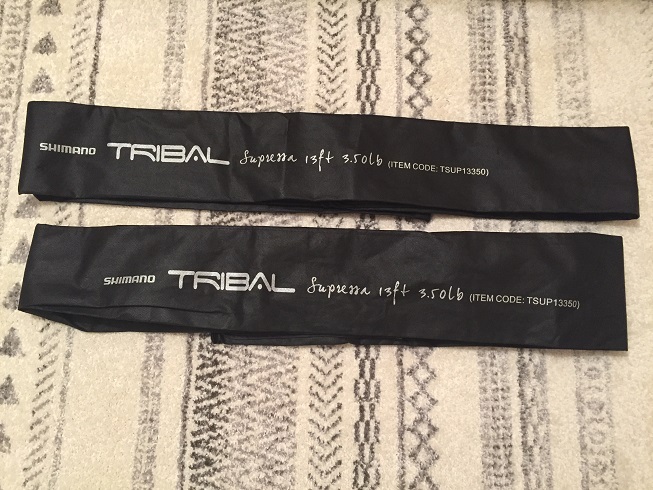 SHIMANO TRIBAL Supressa 13ft 3.50lb (ITEM CODE: TSUP13350)
SHIMANO TRIBAL Supressa 13ft 3.50lb (ITEM CODE: TSUP13350)